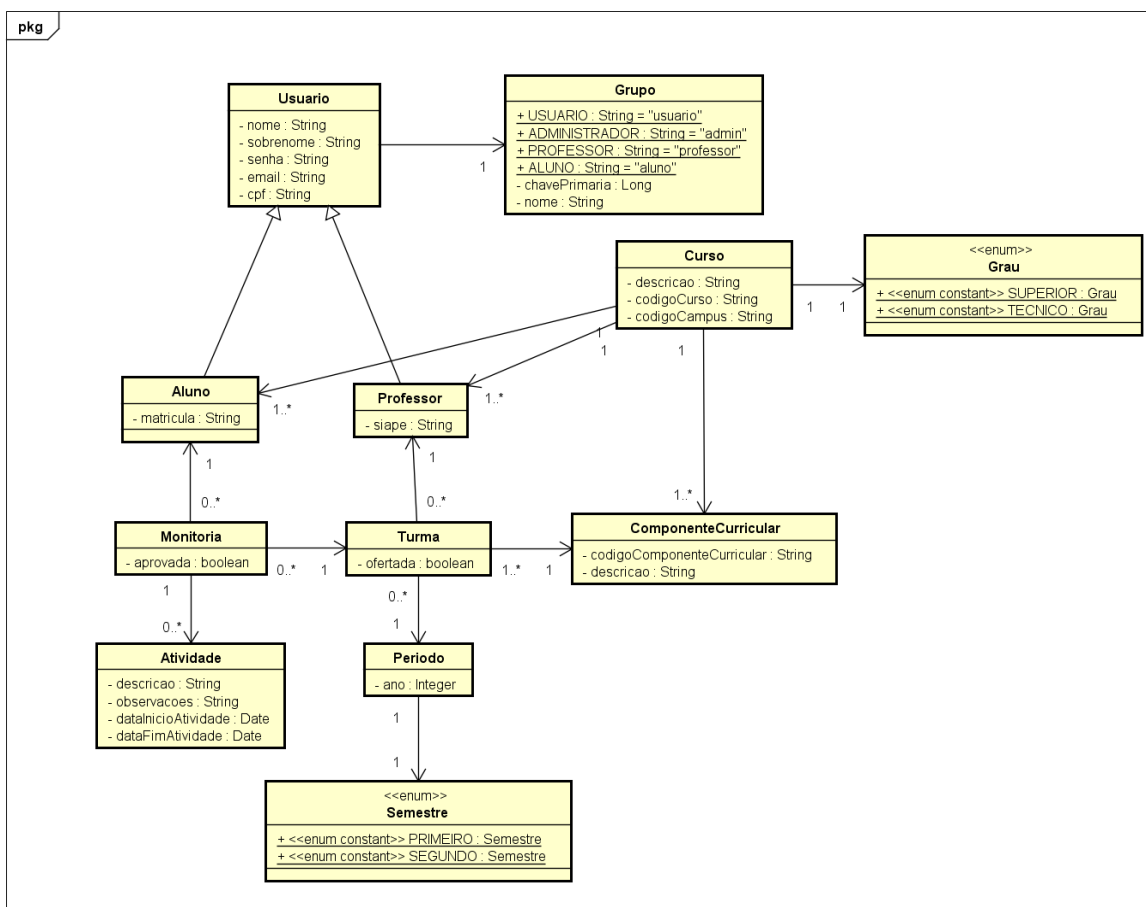 pkg
Usuario
- nome : String
- sobrenome : String
- senha : String
- email : String
- cpf : String
1
Grupo
+ USUARIO : String = "usuario"
+ ADMINISTRADOR : String = "admin"
+ PROFESSOR : String = "professor"
+ ALUNO : String = "aluno"
- chavePrimaria : Long
- nome : String
Curso
- descricao : String
- codigoCurso : String
- codigoCampus : String
1
1
<<enum>>
Grau
+ <<enum constant>> SUPERIOR : Grau
+ <<enum constant>> TECNICO : Grau
1
1
1
Aluno
- matricula : String
1..*
Professor
- siape : String
1..*
1
0..*
1
0..*
1..*
Monitoria
- aprovada : boolean
0..*
1
Turma
- ofertada : boolean
1..*
1
ComponenteCurricular
- codigoComponenteCurricular : String
- descricao : String
1
0..*
0..*
1
Atividade
- descricao : String
- observacoes : String
- dataInicioAtividade : Date
- dataFimAtividade : Date
Periodo
- ano : Integer
1
1
<<enum>>
Semestre
+ <<enum constant>> PRIMEIRO : Semestre
+ <<enum constant>> SEGUNDO : Semestre